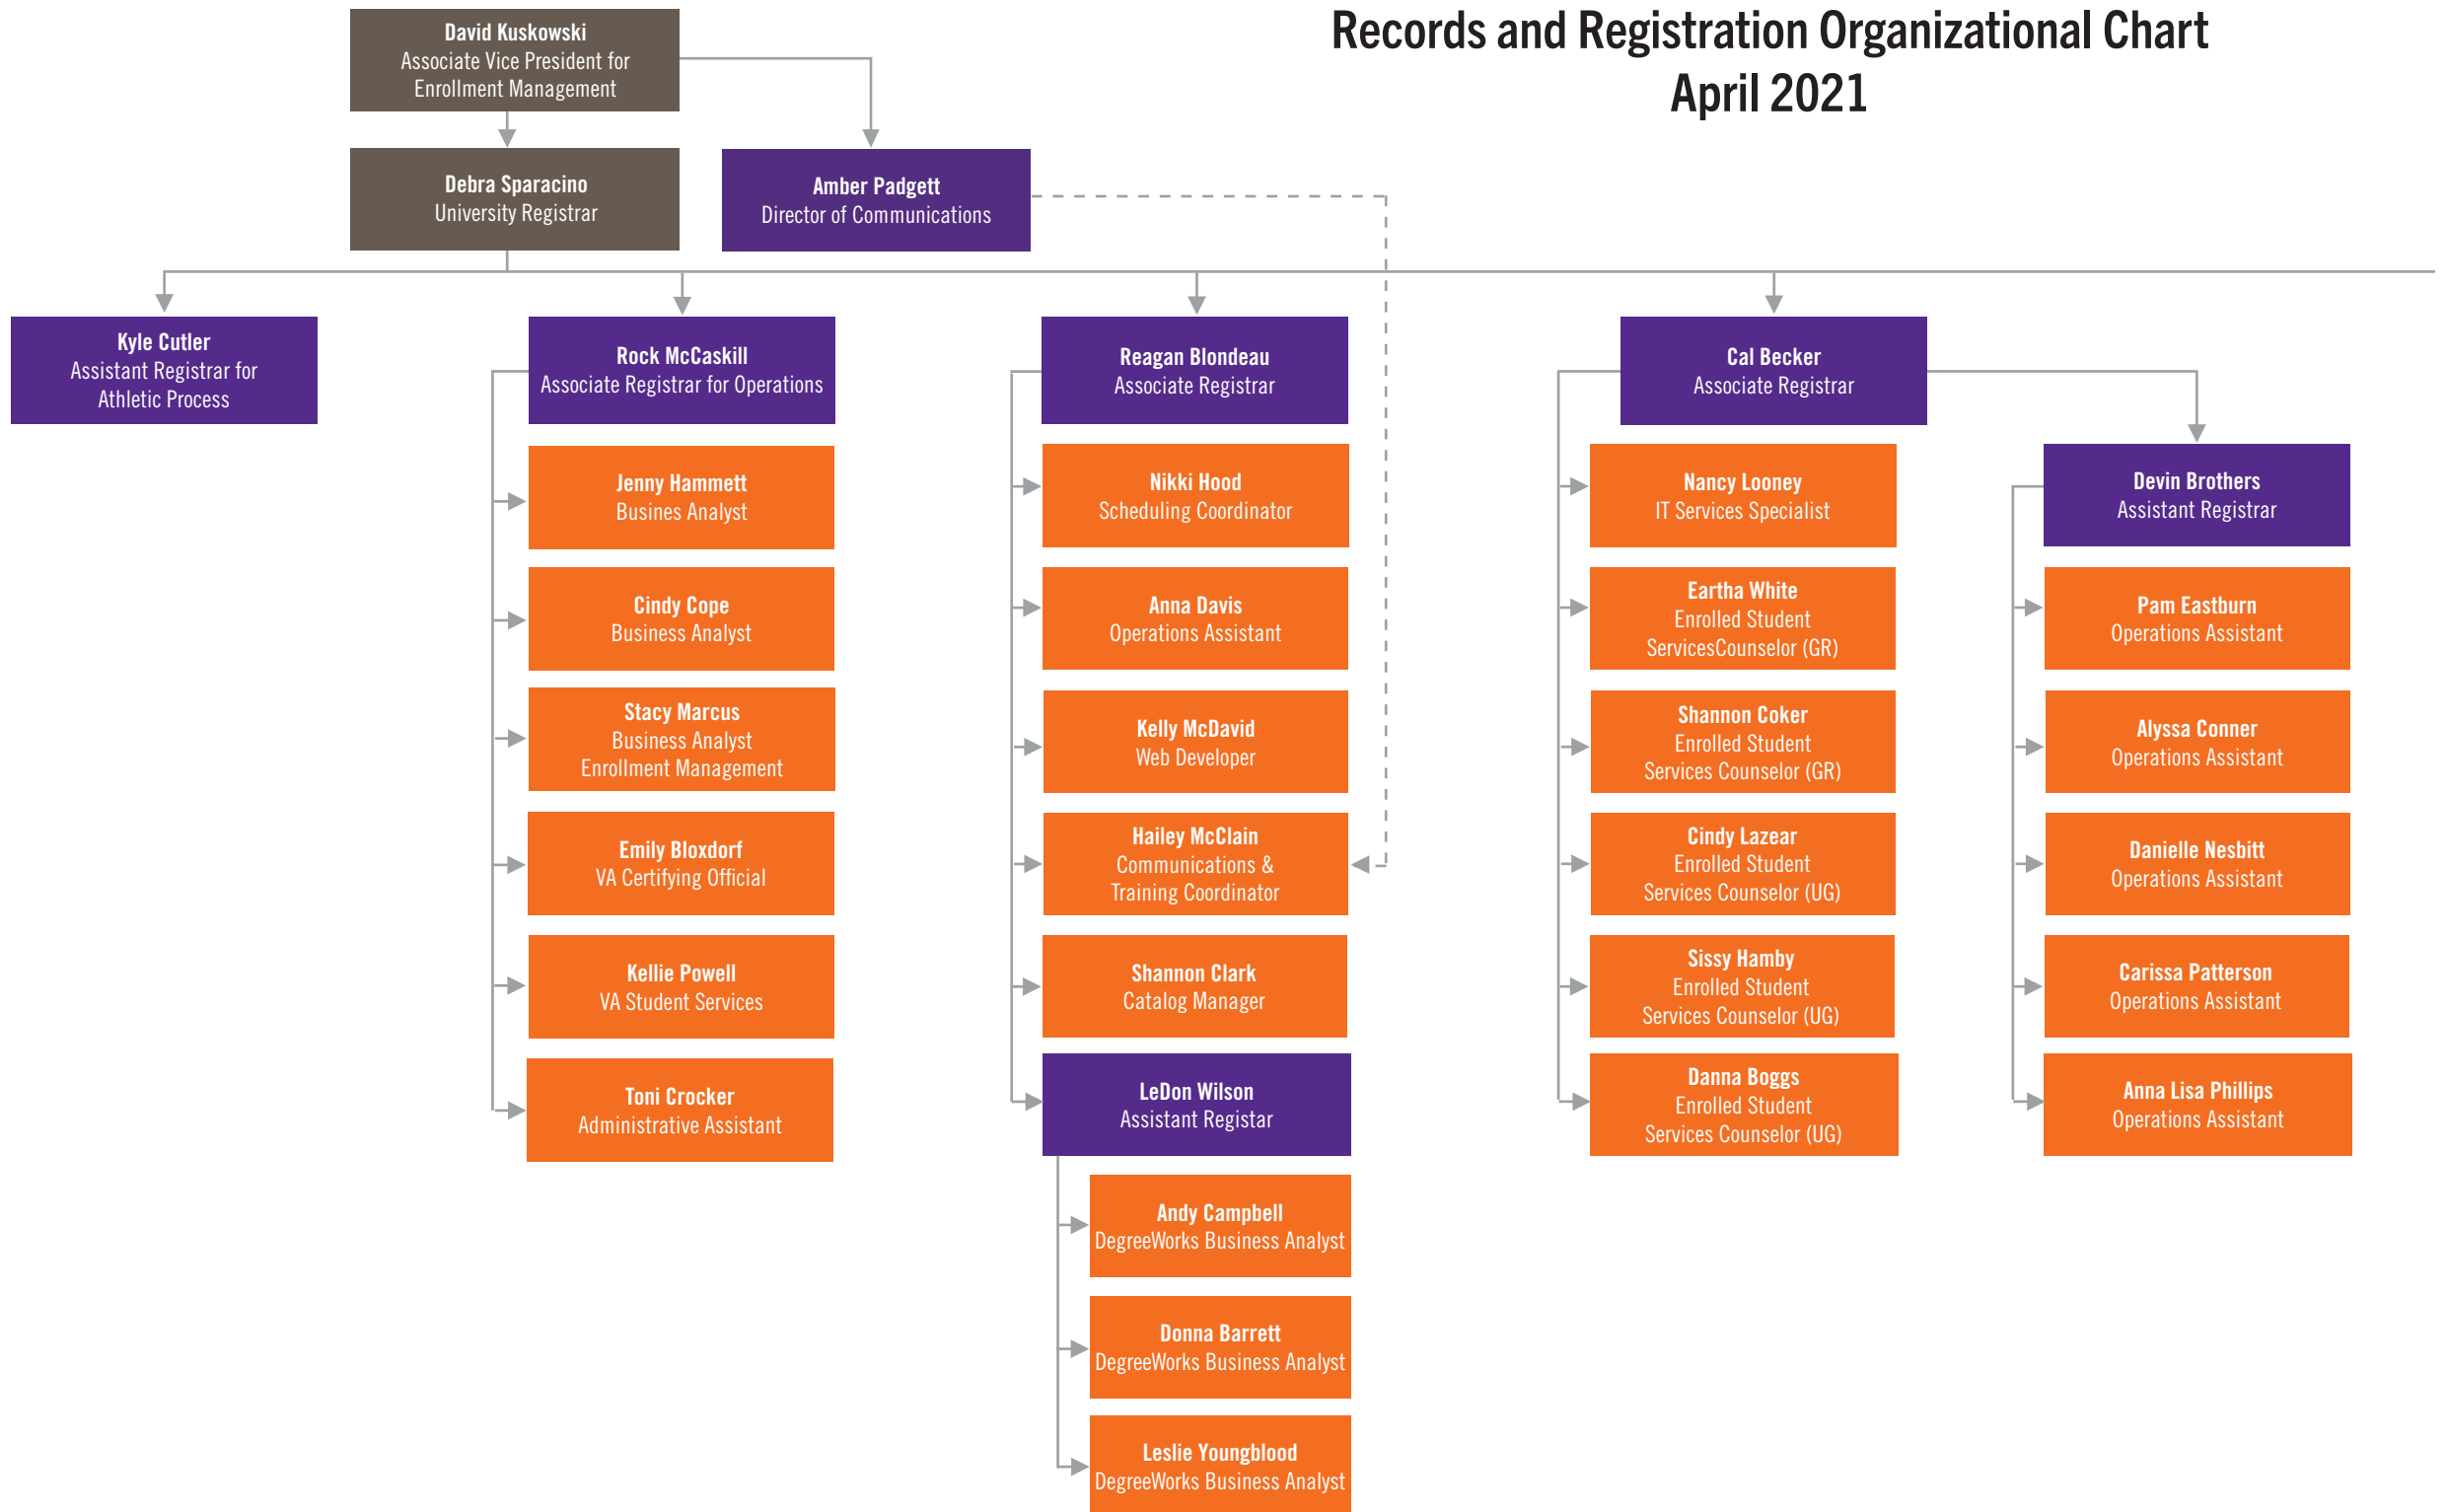 Records and Registration Organizational Chart
April 2021
David Kuskowski
Associate Vice President for
Enrollment Management
Debra Sparacino
University Registrar
Amber Padgett
Director of Communications
Kyle Cutler
Assistant Registrar for
Athletic Process
Rock McCaskill
Associate Registrar for Operations
Jenny Hammett
Busines Analyst
Cindy Cope
Business Analyst
Stacy Marcus
Business Analyst
Enrollment Management
Emily Bloxdorf
VA Certifying Official
Kellie Powell
VA Student Services
Toni Crocker
Administrative Assistant
Reagan Blondeau
Associate Registrar
Nikki Hood
Scheduling Coordinator
Anna Davis
Operations Assistant
Kelly McDavid
Web Developer
Hailey McClain
Communications &
Training Coordinator
Shannon Clark
Catalog Manager
LeDon Wilson
Assistant Registar
Andy Campbell
DegreeWorks Business Analyst
Donna Barrett
DegreeWorks Business Analyst
Leslie Youngblood
DegreeWorks Business Analyst
Cal Becker
Associate Registrar
Nancy Looney
IT Services Specialist
Eartha White
Enrolled Student
ServicesCounselor (GR)
Shannon Coker
Enrolled Student
Services Counselor (GR)
Cindy Lazear
Enrolled Student
Services Counselor (UG)
Sissy Hamby
Enrolled Student
Services Counselor (UG)
Danna Boggs
Enrolled Student
Services Counselor (UG)
Devin Brothers
Assistant Registrar
Pam Eastburn
Operations Assistant
Alyssa Conner
Operations Assistant
Danielle Nesbitt
Operations Assistant
Carissa Patterson
Operations Assistant
Anna Lisa Phillips
Operations Assistant